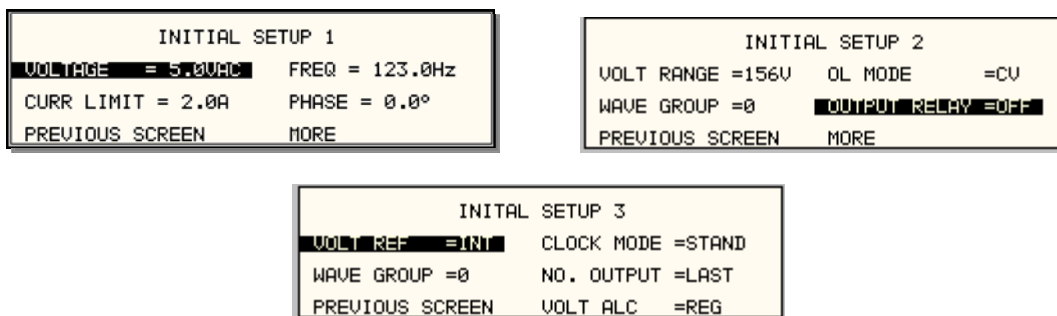 INITIAL SETUP 1
VOLTAGE = 5.0VAC FREQ = 123.0Hz
CURR LIMIT = 2.0A PHASE = 0.0°
PREVIOUS SCREEN MORE
INITIAL SETUP 2
VOLT RANGE =156V OL MODE =CV
WAVE GROUP =0 OUTPUT RELAY =OFF
PREVIOUS SCREEN MORE
INITAL SETUP 3
VOLT REF =INT CLOCK MODE =STAND
WAVE GROUP =0 NO. OUTPUT =LAST
PREVIOUS SCREEN VOLT ALC =REG